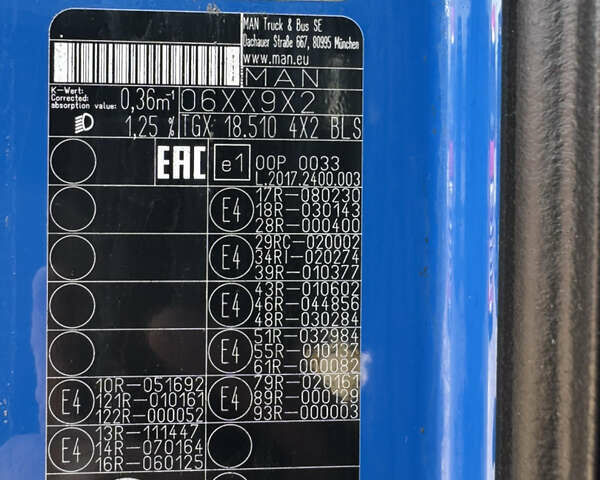 MAN Truck & Bus SE
Dachauer Straße 667, 80995 München
www.man.eu
MAN
K-Wert:
Corrected absorption value: 0,36m⁻¹
06XX9X2
1,25 %
TGX 18.510 4X2 BLS
EAC
e1
00P 0033
L.2017.2400.003
E4
17R-080230
18R-030143
28R-000400
E4
29RC-020002
34RI-020274
39R-010377
E4
43R-010602
46R-044856
48R-030284
E4
51R-032984
55R-010137
61R-000082
E4
10R-051692
121R-010161
122R-000052
E4
79R-020161
89R-000129
93R-000003
E4
13R-111447
14R-070164
16R-060125